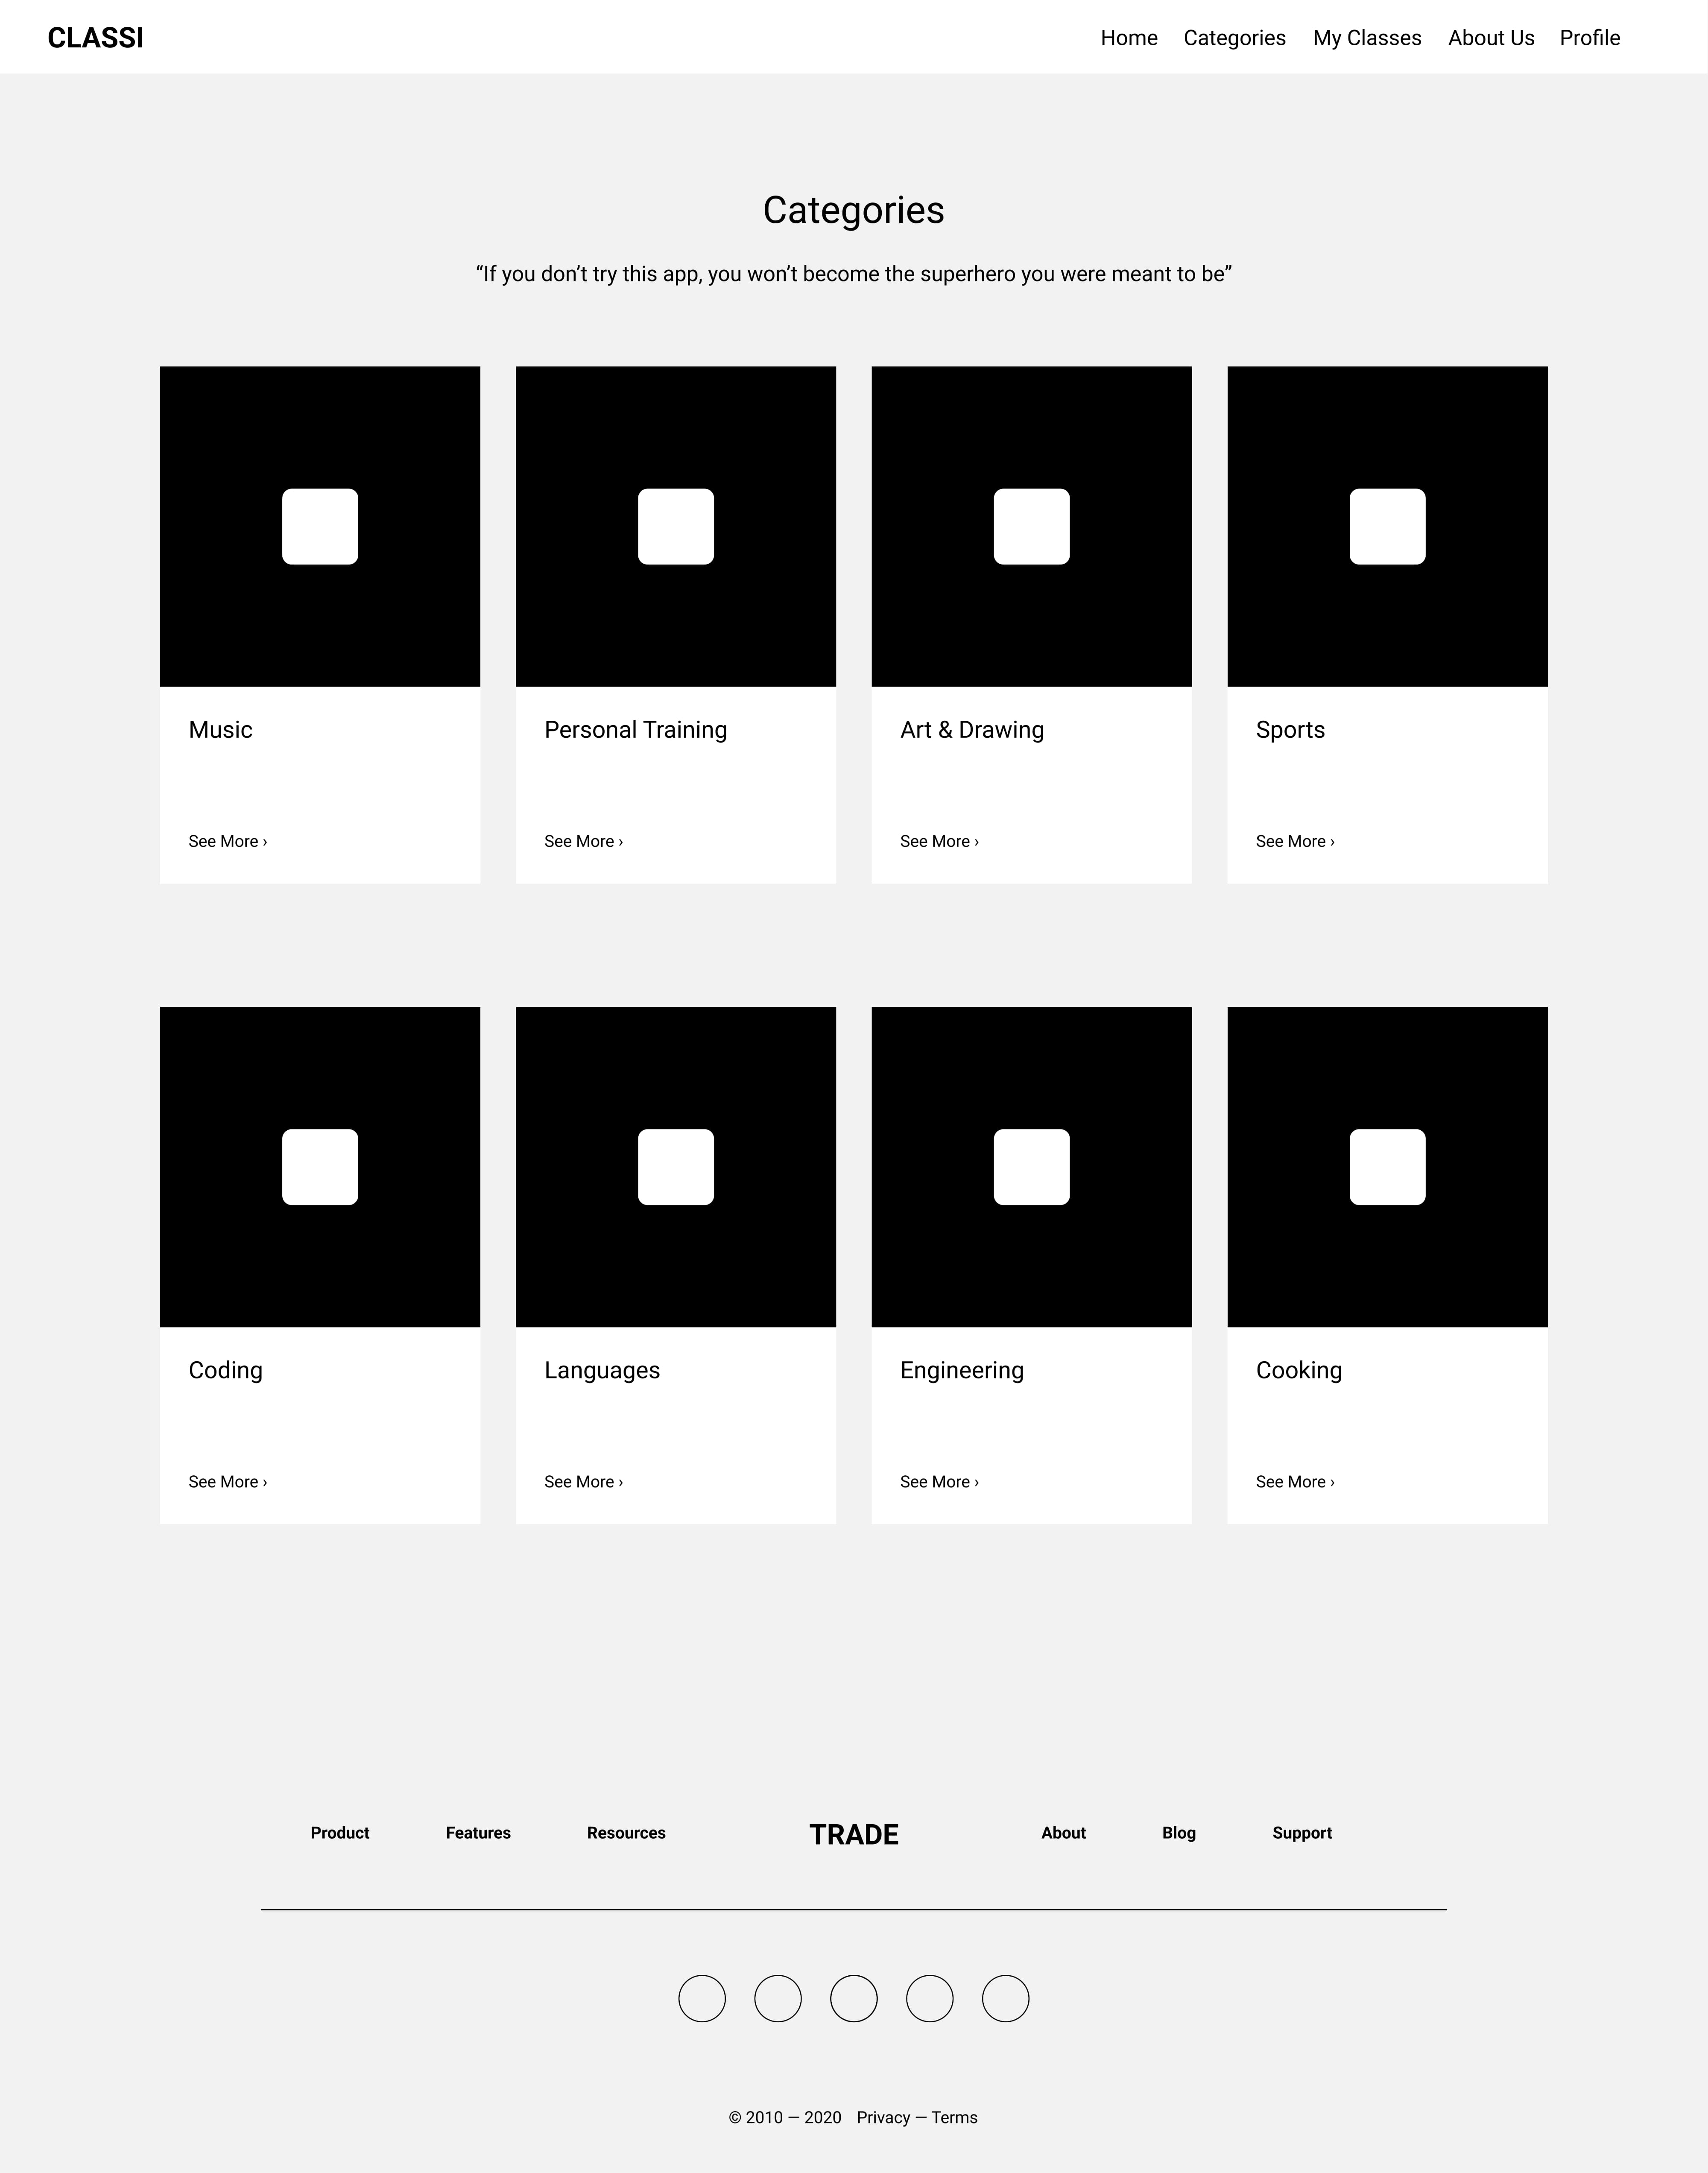 CLASSI
Home Categories My Classes About Us Profile
Categories
“If you don’t try this app, you won’t become the superhero you were meant to be”
Music
Personal Training
Art & Drawing
Sports
See More ›
See More ›
See More ›
See More ›
Coding
Languages
Engineering
Cooking
See More ›
See More ›
See More ›
See More ›
Product Features Resources TRADE About Blog Support
© 2010 — 2020 Privacy — Terms